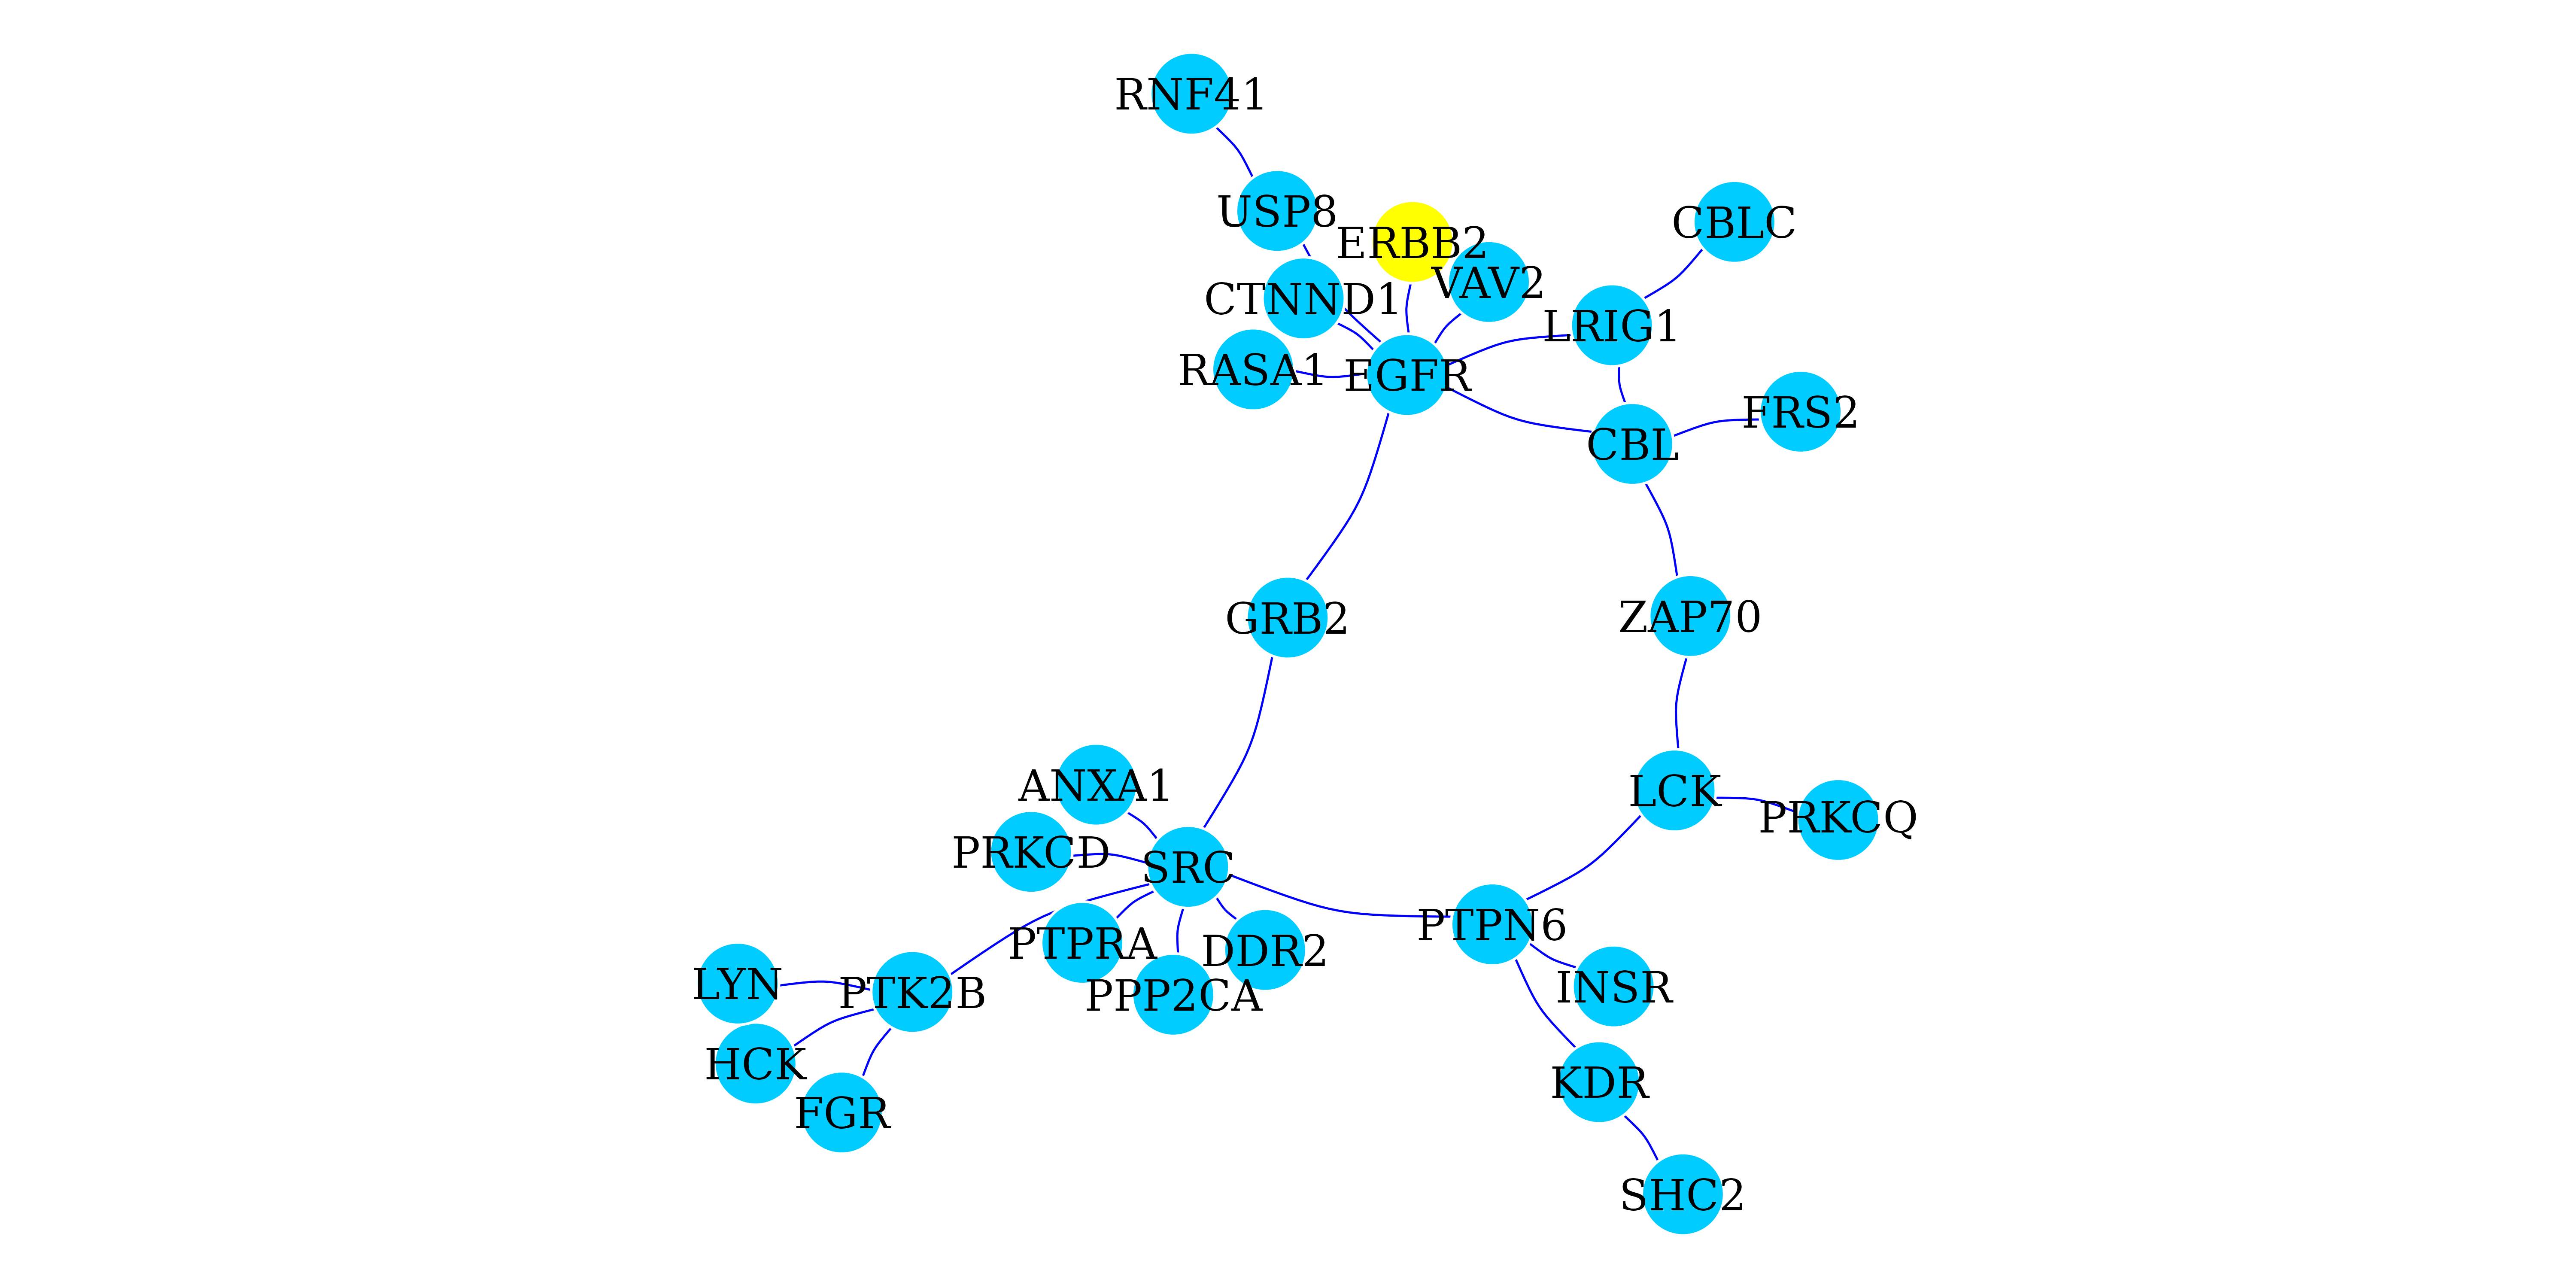 RNF41
USP8
ERBB2
CBLC
VAV2
CTNND1
LRIG1
RASA1
EGFR
FRS2
CBL
GRB2
ZAP70
ANXA1
LCK
PRKCQ
PRKCD
SRC
PTPN6
PTPRA
DDR2
LYN
PTK2B
PPP2CA
INSR
HCK
KDR
FGR
SHC2